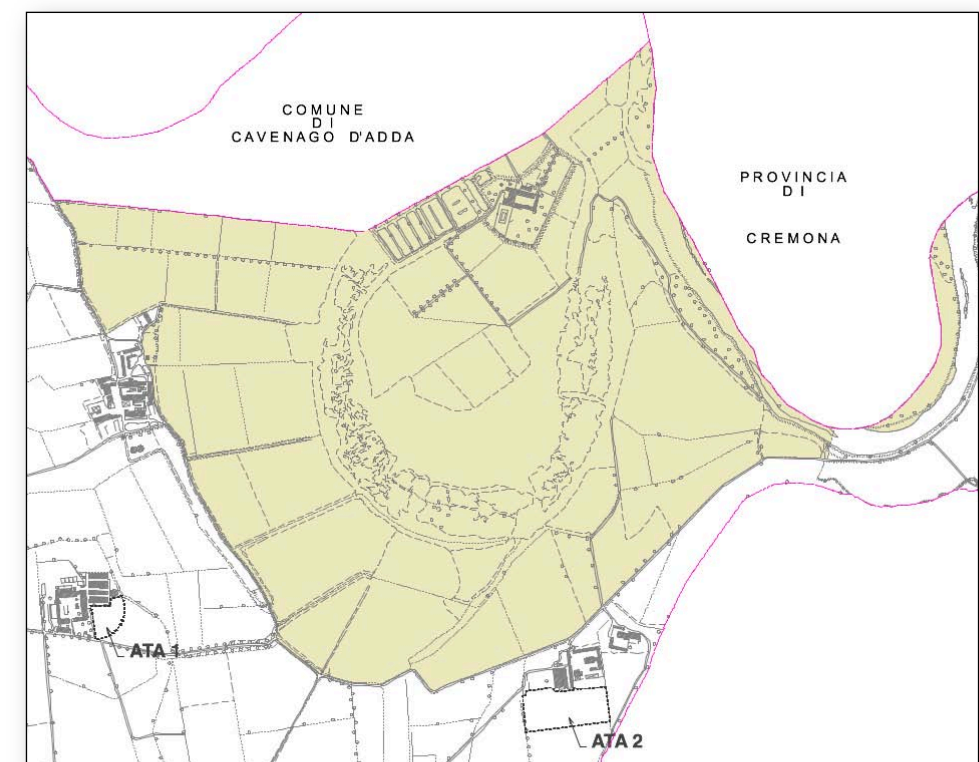 COMUNE
DI
CAVENAGO D'ADDA
PROVINCIA
DI
CREMONA
ATA 1
ATA 2